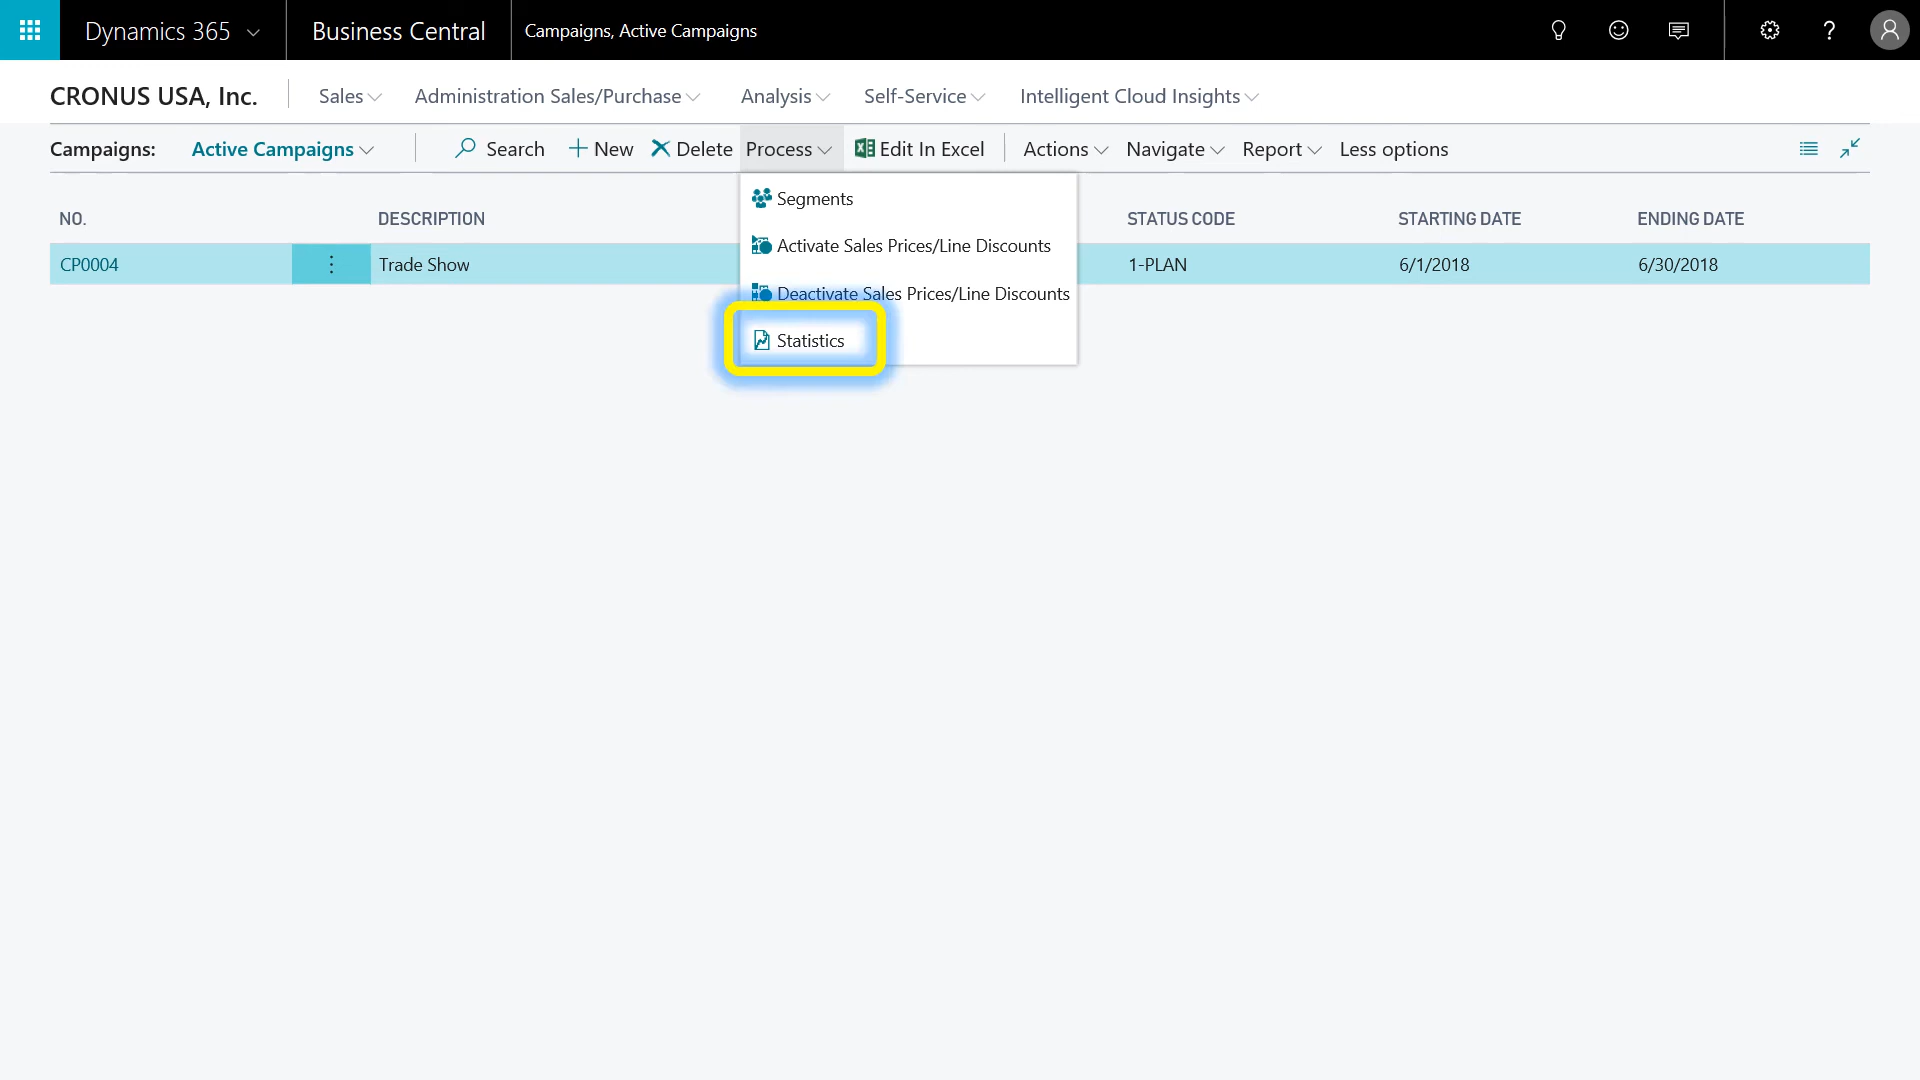 Dynamics 365 Business Central Campaigns, Active Campaigns ?
CRONUS USA, Inc. Sales Administration Sales/Purchase Analysis Self-Service Intelligent Cloud Insights
Campaigns: Active Campaigns Search New Delete Process Edit In Excel Actions Navigate Report Less options
NO. DESCRIPTION STATUS CODE STARTING DATE ENDING DATE
CP0004 Trade Show 1-PLAN 6/1/2018 6/30/2018
Segments
Activate Sales Prices/Line Discounts
Deactivate Sales Prices/Line Discounts
Statistics